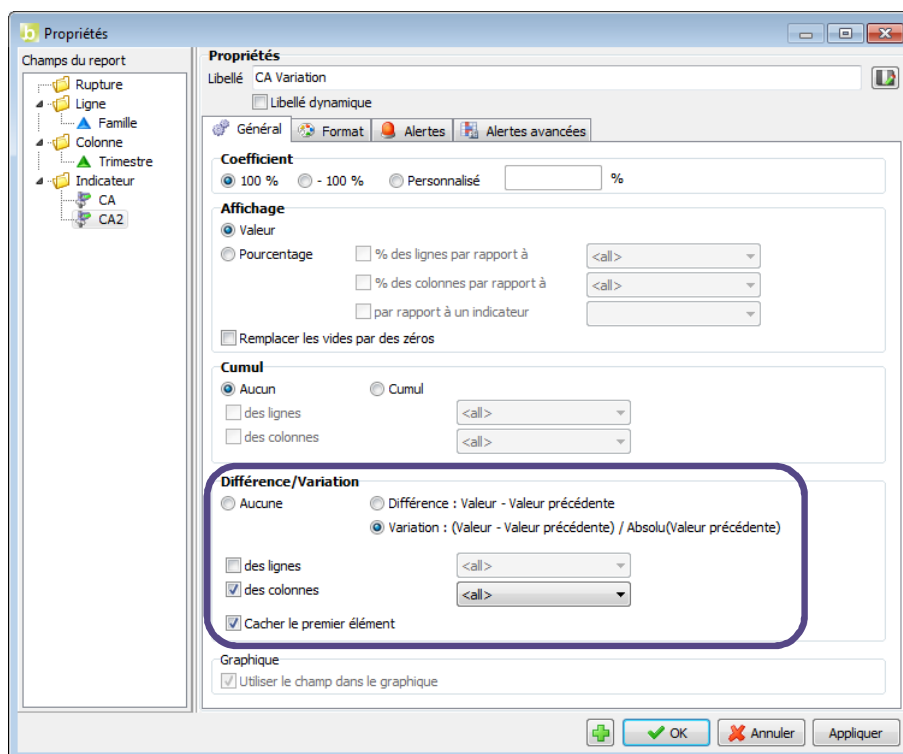 Propriétés
Champs du report
Rupture
Ligne
Famille
Colonne
Trimestre
Indicateur
CA
CA2
Propriétés
Libellé CA Variation
Libellé dynamique
Général Format Alertes Alertes avancées
Coefficient
100 % - 100 % Personnalisé %
Affichage
Valeur
Pourcentage % des lignes par rapport à <all>
% des colonnes par rapport à <all>
par rapport à un indicateur
Remplacer les vides par des zéros
Cumul
Aucun Cumul
des lignes <all>
des colonnes <all>
Différence/Variation
Aucune Différence : Valeur - Valeur précédente
Variation : (Valeur - Valeur précédente) / Absolu(Valeur précédente)
des lignes <all>
des colonnes <all>
Cacher le premier élément
Graphique
Utiliser le champ dans le graphique
OK Annuler Appliquer